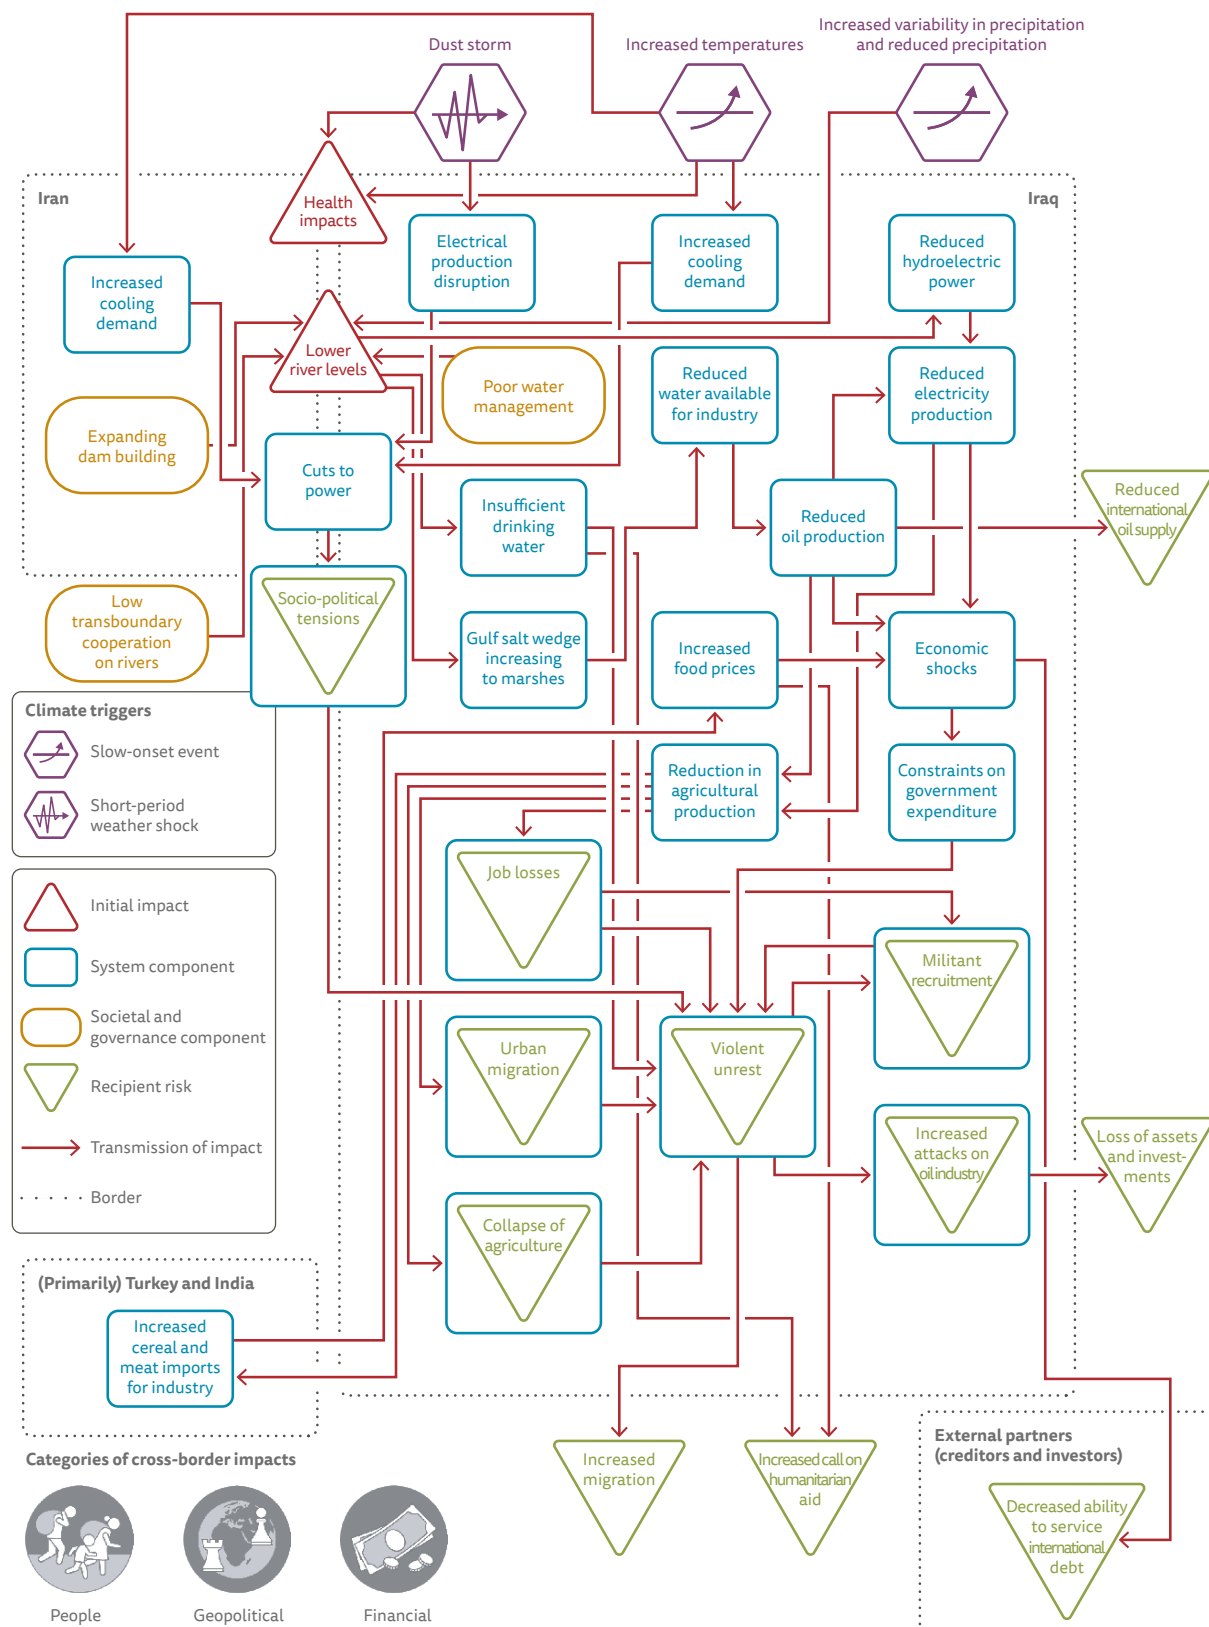 Dust storm
Increased temperatures
Increased variability in precipitation
and reduced precipitation
Iran
Iraq
Health
impacts
Increased
cooling
demand
Electrical
production
disruption
Increased
cooling
demand
Reduced
hydroelectric
power
Lower
river levels
Poor water
management
Reduced
water available
for industry
Reduced
electricity
production
Expanding
dam building
Cuts to
power
Insufficient
drinking
water
Reduced
oil production
Reduced
international
oil supply
Low
transboundary
cooperation
on rivers
Socio-political
tensions
Gulf salt wedge
increasing
to marshes
Increased
food prices
Economic
shocks
Climate triggers
Slow-onset event
Short-period
weather shock
Reduction in
agricultural
production
Constraints on
government
expenditure
Initial impact
System component
Societal and
governance component
Recipient risk
Transmission of impact
Border
Job losses
Militant
recruitment
Urban
migration
Violent
unrest
Increased
attacks on
oil industry
Loss of assets
and invest-
ments
Collapse of
agriculture
(Primarily) Turkey and India
Increased
cereal and
meat imports
for industry
Increased
migration
Increased call on
humanitarian
aid
External partners
(creditors and investors)
Decreased ability
to service
international
debt
Categories of cross-border impacts
People
Geopolitical
Financial